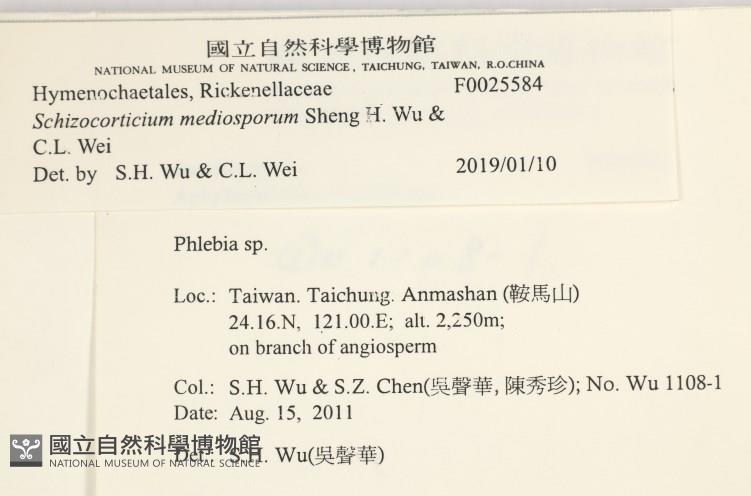 國立自然科學博物館
NATIONAL MUSEUM OF NATURAL SCIENCE, TAICHUNG, TAIWAN, R.O.CHINA
Hymenochaetales, Rickenellaceae F0025584
Schizocorticium mediosporum Sheng H. Wu &
C.L. Wei
Det. by S.H. Wu & C.L. Wei 2019/01/10
Phlebia sp.
Loc.: Taiwan. Taichung. Anmashan (鞍馬山)
24.16.N, 121.00.E; alt. 2,250m;
on branch of angiosperm
Col.: S.H. Wu & S.Z. Chen(吳聲華, 陳秀珍); No. Wu 1108-1
Date: Aug. 15, 2011
Det.: S.H. Wu(吳聲華)
國立自然科學博物館
NATIONAL MUSEUM OF NATURAL SCIENCE